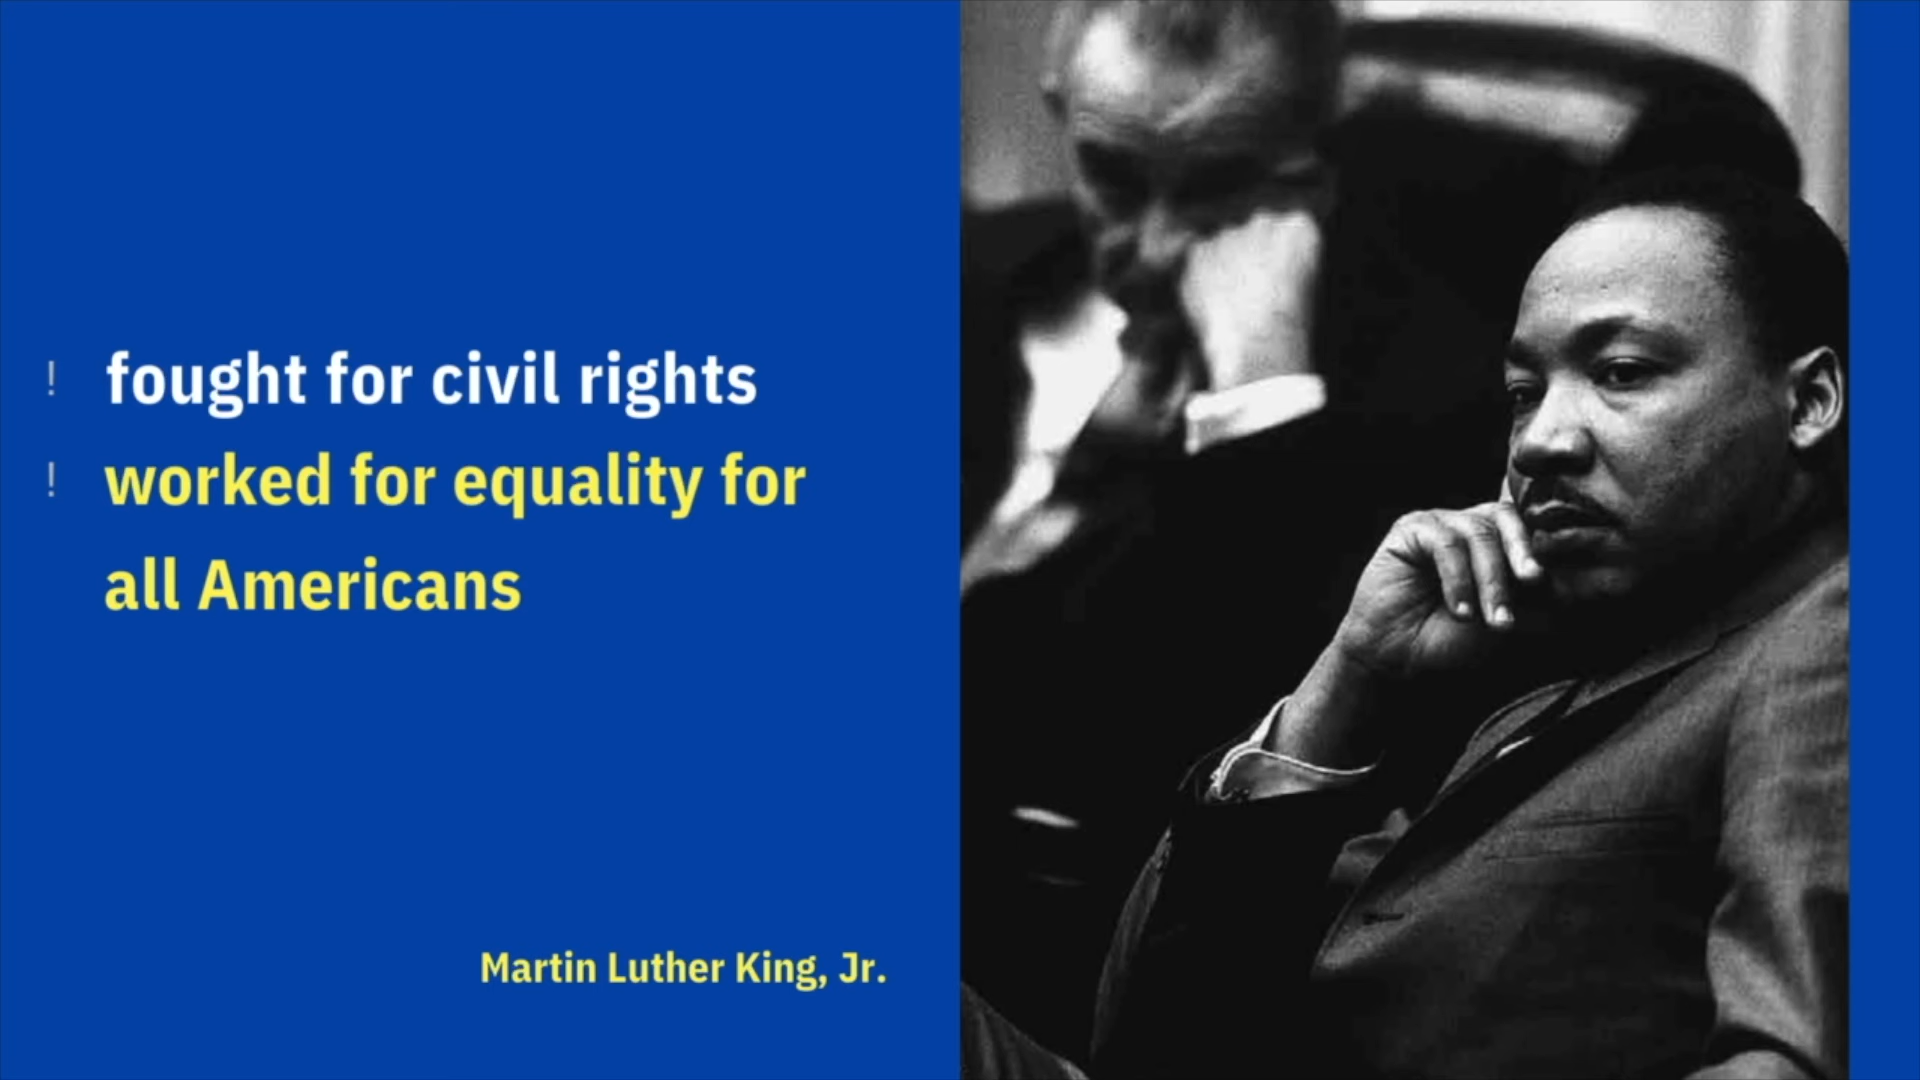 ! fought for civil rights
! worked for equality for
all Americans
Martin Luther King, Jr.